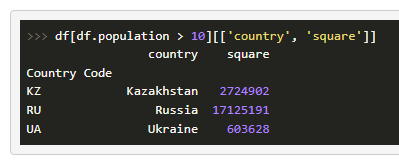 >>> df[df.population > 10][['country', 'square']]
country square
Country Code
KZ Kazakhstan 2724902
RU Russia 17125191
UA Ukraine 603628